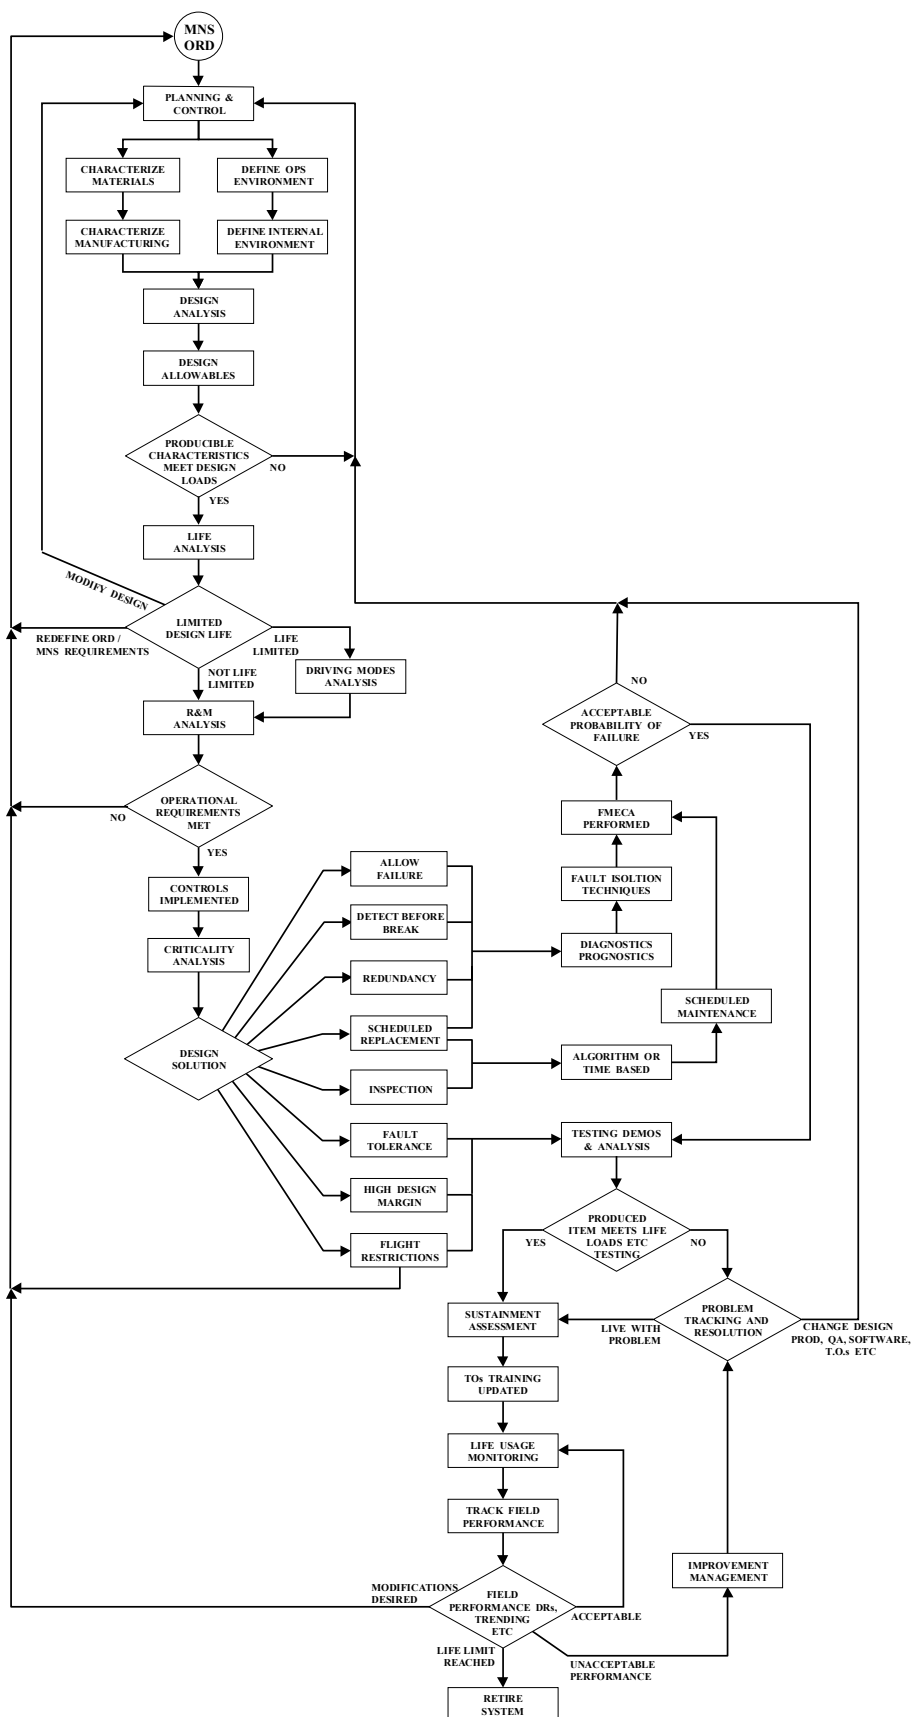 MNS
ORD
PLANNING &
CONTROL
CHARACTERIZE
MATERIALS
DEFINE OPS
ENVIRONMENT
CHARACTERIZE
MANUFACTURING
DEFINE INTERNAL
ENVIRONMENT
DESIGN
ANALYSIS
DESIGN
ALLOWABLES
PRODUCIBLE
CHARACTERISTICS
MEET DESIGN
LOADS
NO
YES
LIFE
ANALYSIS
MODIFY DESIGN
LIMITED
DESIGN LIFE
REDEFINE ORD /
MNS REQUIREMENTS
LIFE
LIMITED
NOT LIFE
LIMITED
DRIVING MODES
ANALYSIS
R&M
ANALYSIS
OPERATIONAL
REQUIREMENTS
MET
NO
YES
CONTROLS
IMPLEMENTED
CRITICALITY
ANALYSIS
DESIGN
SOLUTION
ALLOW
FAILURE
DETECT BEFORE
BREAK
REDUNDANCY
SCHEDULED
REPLACEMENT
INSPECTION
FAULT
TOLERANCE
HIGH DESIGN
MARGIN
FLIGHT
RESTRICTIONS
NO
ACCEPTABLE
PROBABILITY OF
FAILURE
YES
FMECA
PERFORMED
FAULT ISOLTION
TECHNIQUES
DIAGNOSTICS
PROGNOSTICS
SCHEDULED
MAINTENANCE
ALGORITHM OR
TIME BASED
TESTING DEMOS
& ANALYSIS
PRODUCED
ITEM MEETS LIFE
LOADS ETC
TESTING
YES
NO
PROBLEM
TRACKING AND
RESOLUTION
SUSTAINMENT
ASSESSMENT
LIVE WITH
PROBLEM
CHANGE DESIGN
PROD, QA, SOFTWARE,
T.O.s ETC
TOs TRAINING
UPDATED
LIFE USAGE
MONITORING
TRACK FIELD
PERFORMANCE
IMPROVEMENT
MANAGEMENT
MODIFICATIONS
DESIRED
FIELD
PERFORMANCE DRs,
TRENDING
ETC
ACCEPTABLE
LIFE LIMIT
REACHED
UNACCEPTABLE
PERFORMANCE
RETIRE
SYSTEM